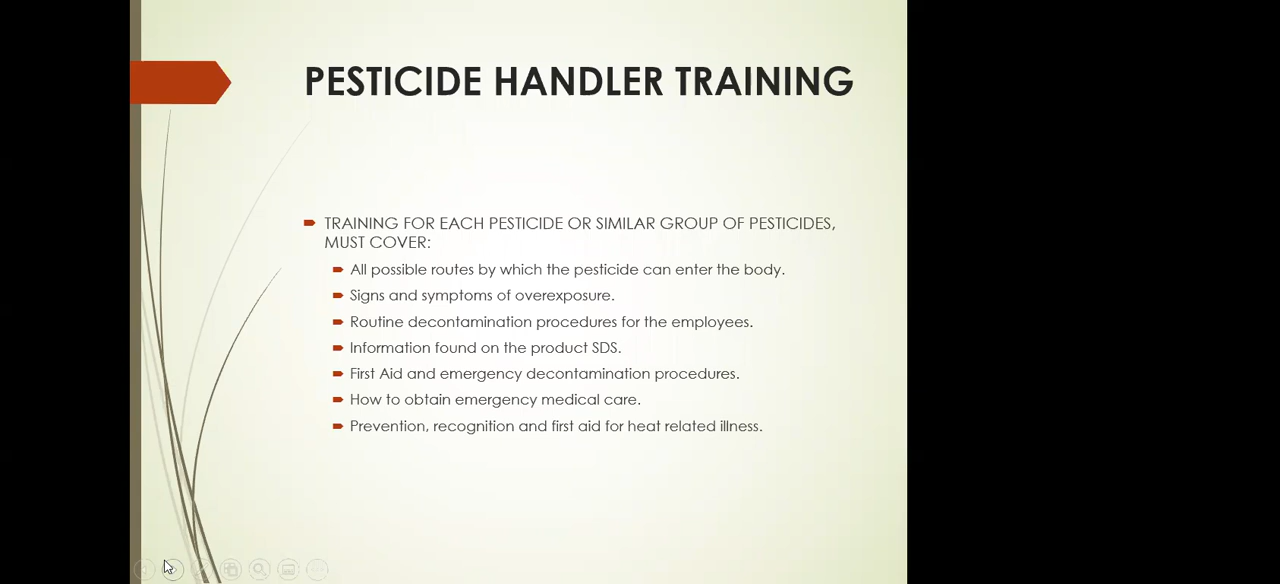 PESTICIDE HANDLER TRAINING
TRAINING FOR EACH PESTICIDE OR SIMILAR GROUP OF PESTICIDES,
MUST COVER:
All possible routes by which the pesticide can enter the body.
Signs and symptoms of overexposure.
Routine decontamination procedures for the employees.
Information found on the product SDS.
First Aid and emergency decontamination procedures.
How to obtain emergency medical care.
Prevention, recognition and first aid for heat related illness.